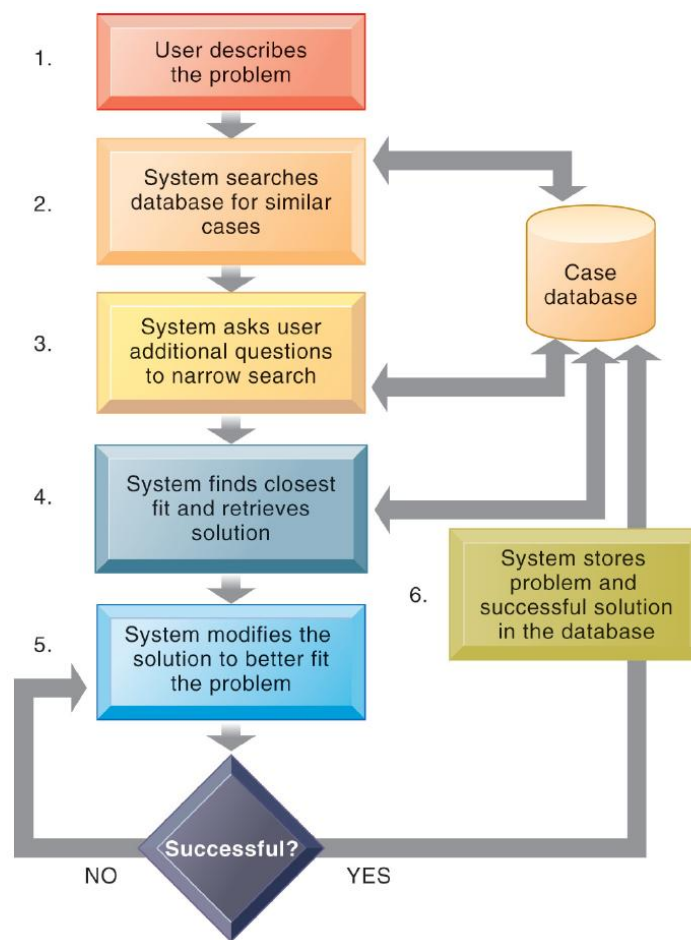 1.
User describes
the problem
2.
System searches
database for similar
cases
Case
database
3.
System asks user
additional questions
to narrow search
4.
System finds closest
fit and retrieves
solution
5.
System modifies the
solution to better fit
the problem
6.
System stores
problem and
successful solution
in the database
Successful?
NO
YES